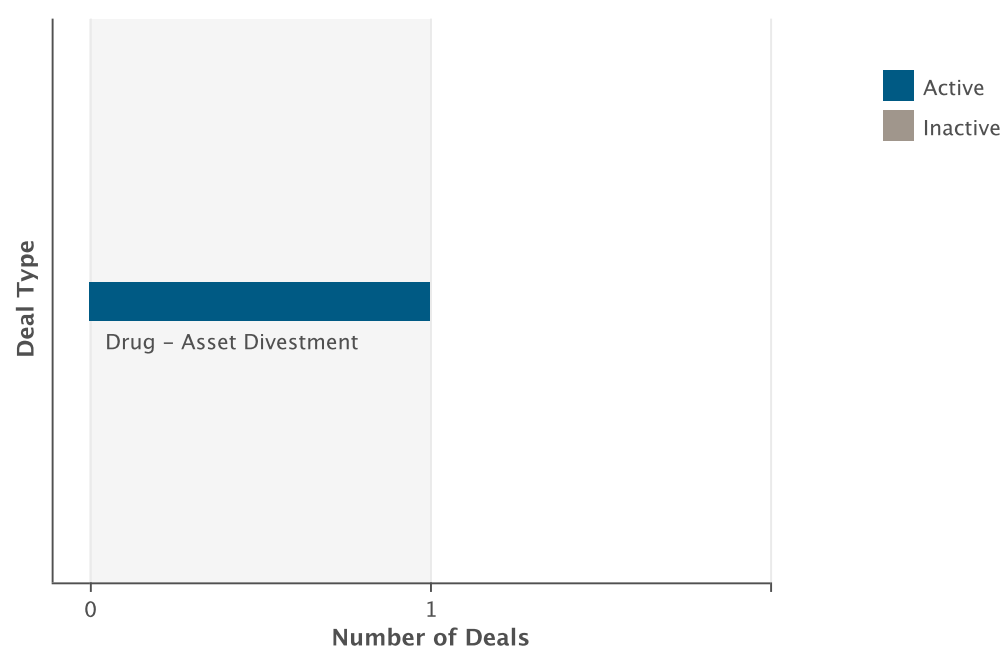 Active
Inactive
Deal Type
Drug – Asset Divestment
0
1
Number of Deals